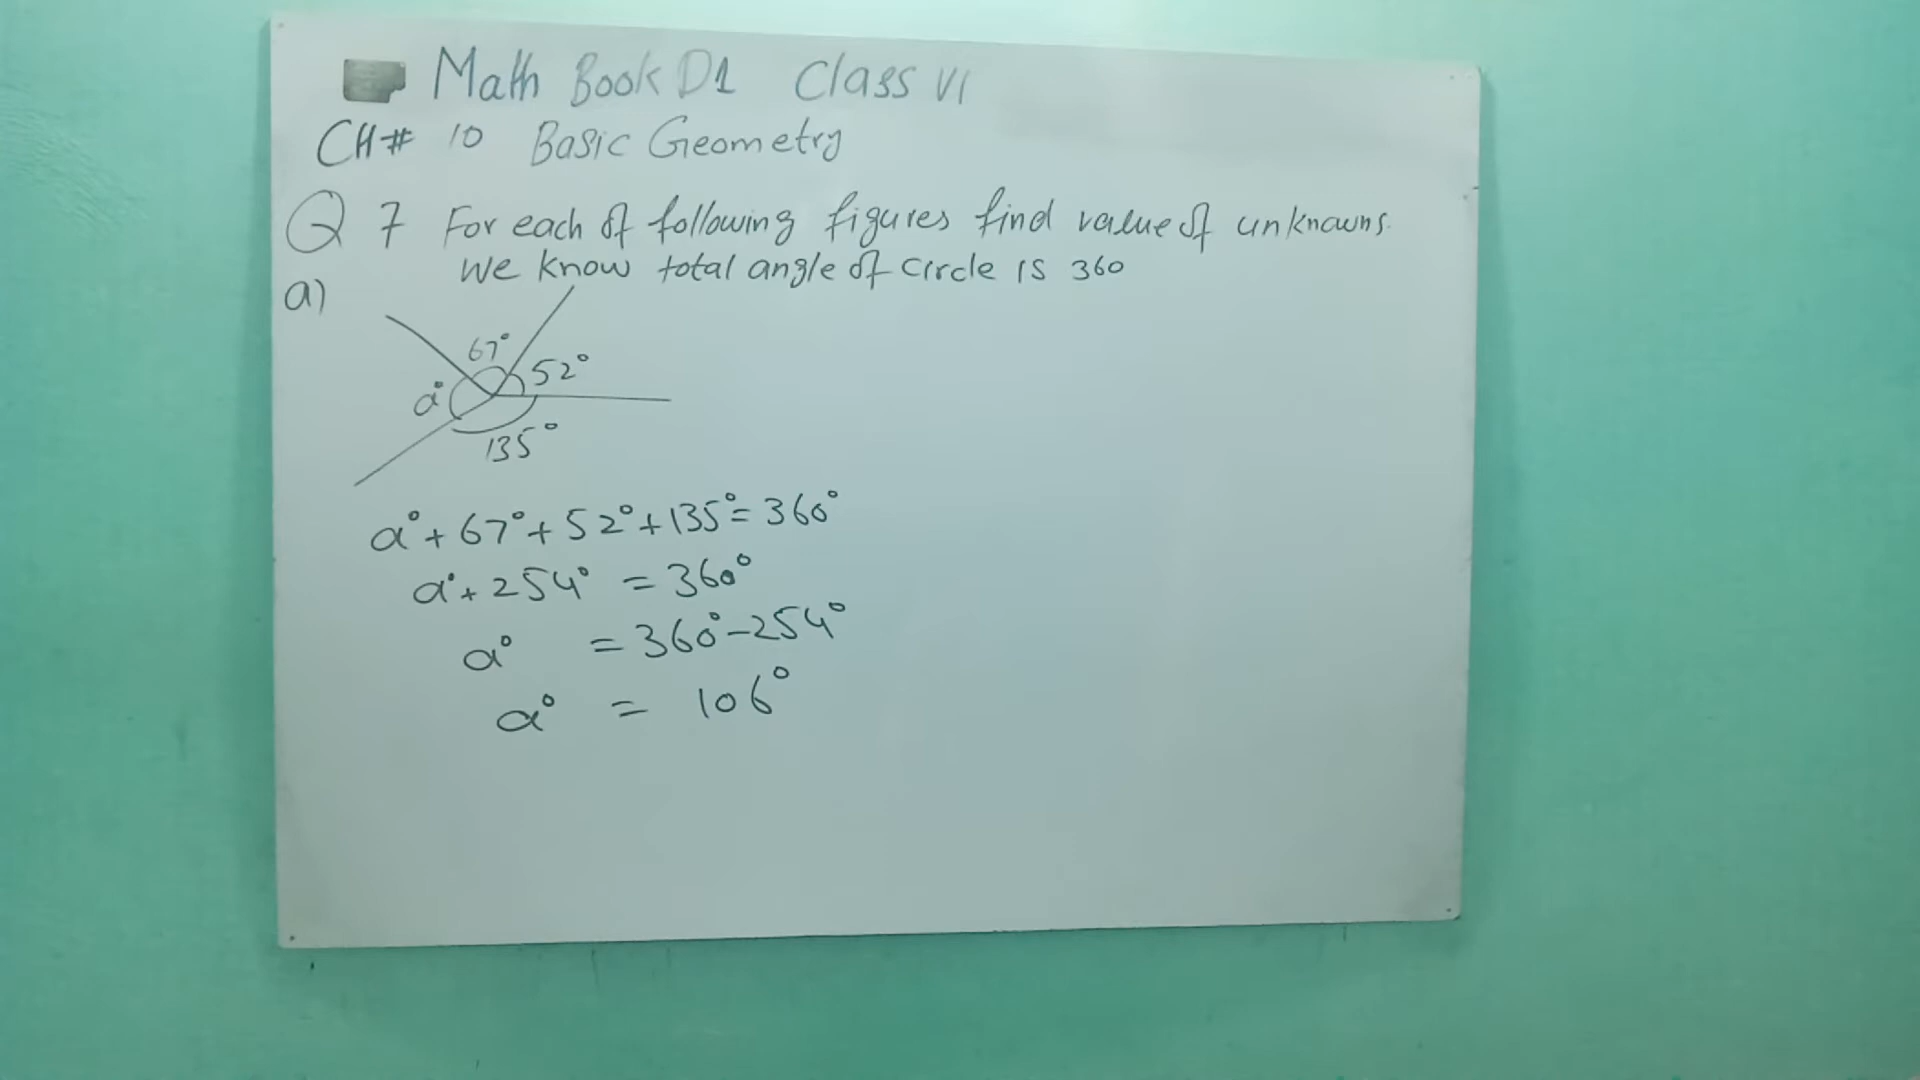 Math Book D1 Class VI
CH# 10 Basic Geometry
Q 7 For each of following figures find value of unknowns.
We know total angle of circle is 360
a)
67°
52°
a°
135°
a° + 67° + 52° + 135° = 360°
a° + 254° = 360°
a° = 360° - 254°
a° = 106°